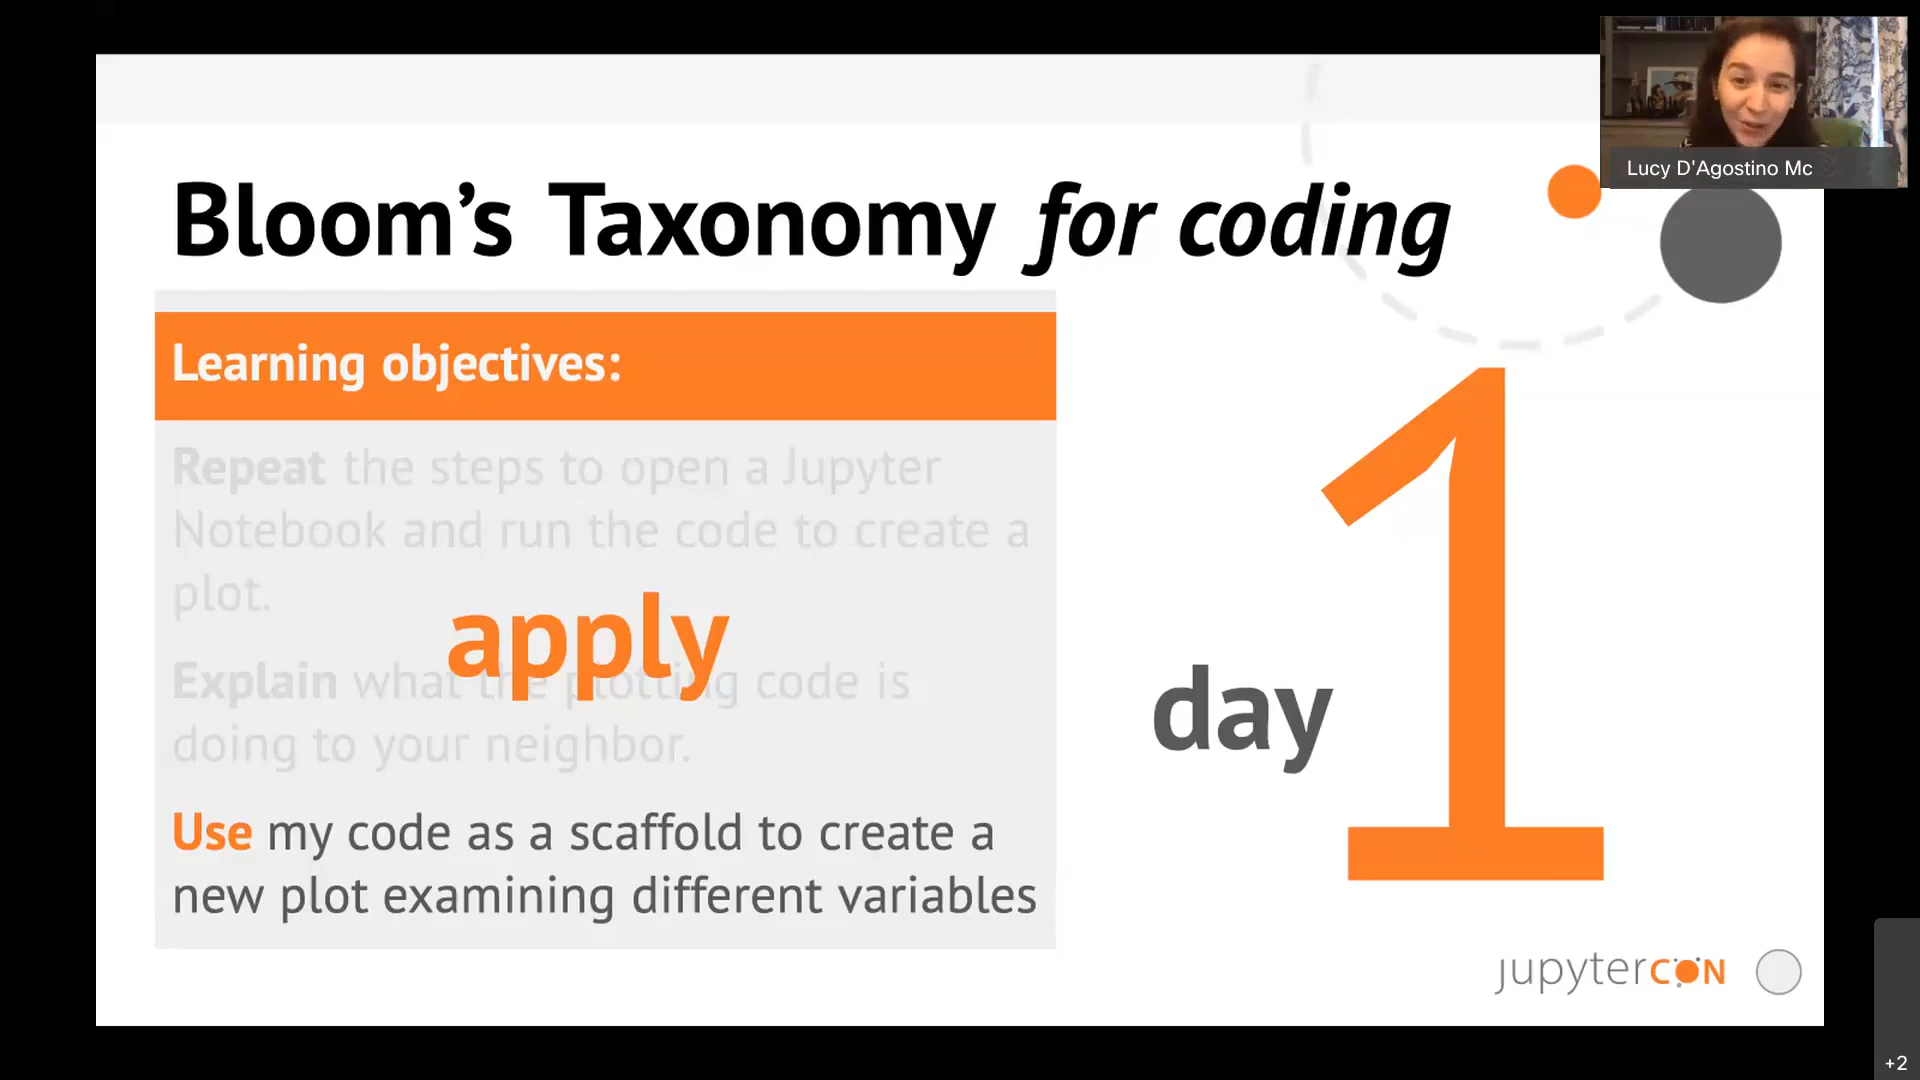 Lucy D'Agostino Mc
Bloom’s Taxonomy for coding
Learning objectives:
Repeat the steps to open a Jupyter
Notebook and run the code to create a
plot.
apply
Explain what the plotting code is
doing to your neighbor.
Use my code as a scaffold to create a
new plot examining different variables
day 1
jupytercon
+2